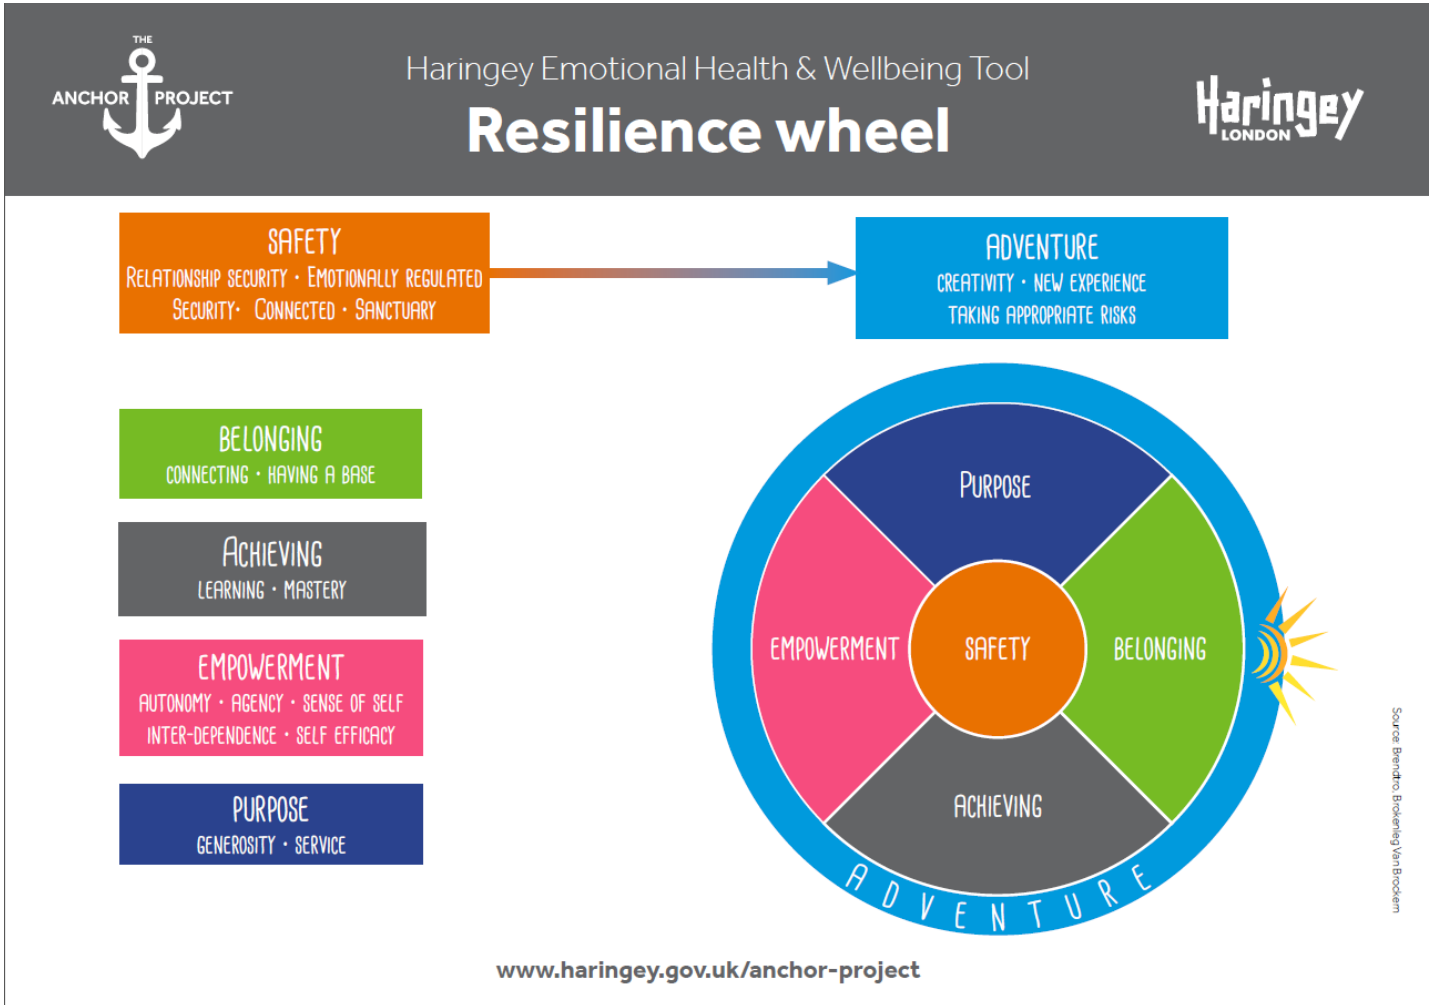 THE
ANCHOR PROJECT
Haringey Emotional Health & Wellbeing Tool
Resilience wheel
Haringey
LONDON
SAFETY
RELATIONSHIP SECURITY · EMOTIONALLY REGULATED
SECURITY· CONNECTED · SANCTUARY
ADVENTURE
CREATIVITY · NEW EXPERIENCE
TAKING APPROPRIATE RISKS
BELONGING
CONNECTING · HAVING A BASE
ACHIEVING
LEARNING · MASTERY
EMPOWERMENT
AUTONOMY · AGENCY · SENSE OF SELF
INTER-DEPENDENCE · SELF EFFICACY
PURPOSE
GENEROSITY · SERVICE
PURPOSE
EMPOWERMENT
SAFETY
BELONGING
ACHIEVING
ADVENTURE
Source: Brendtro, Brokenleg Van Brockern
www.haringey.gov.uk/anchor-project